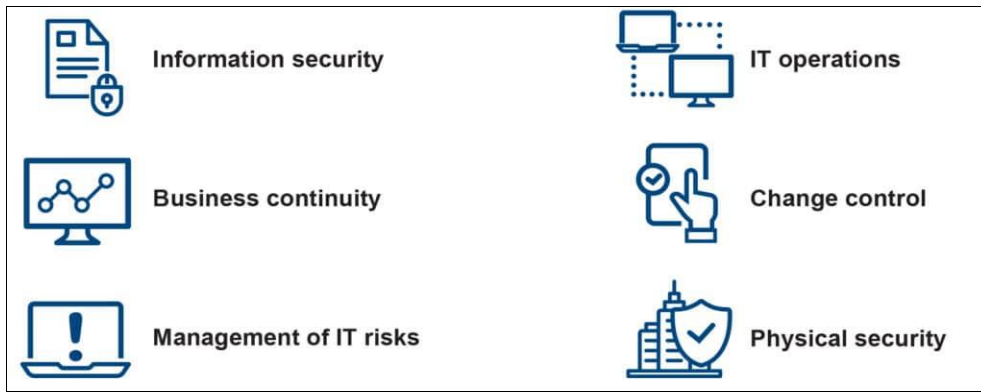 Information security
IT operations
Business continuity
Change control
Management of IT risks
Physical security